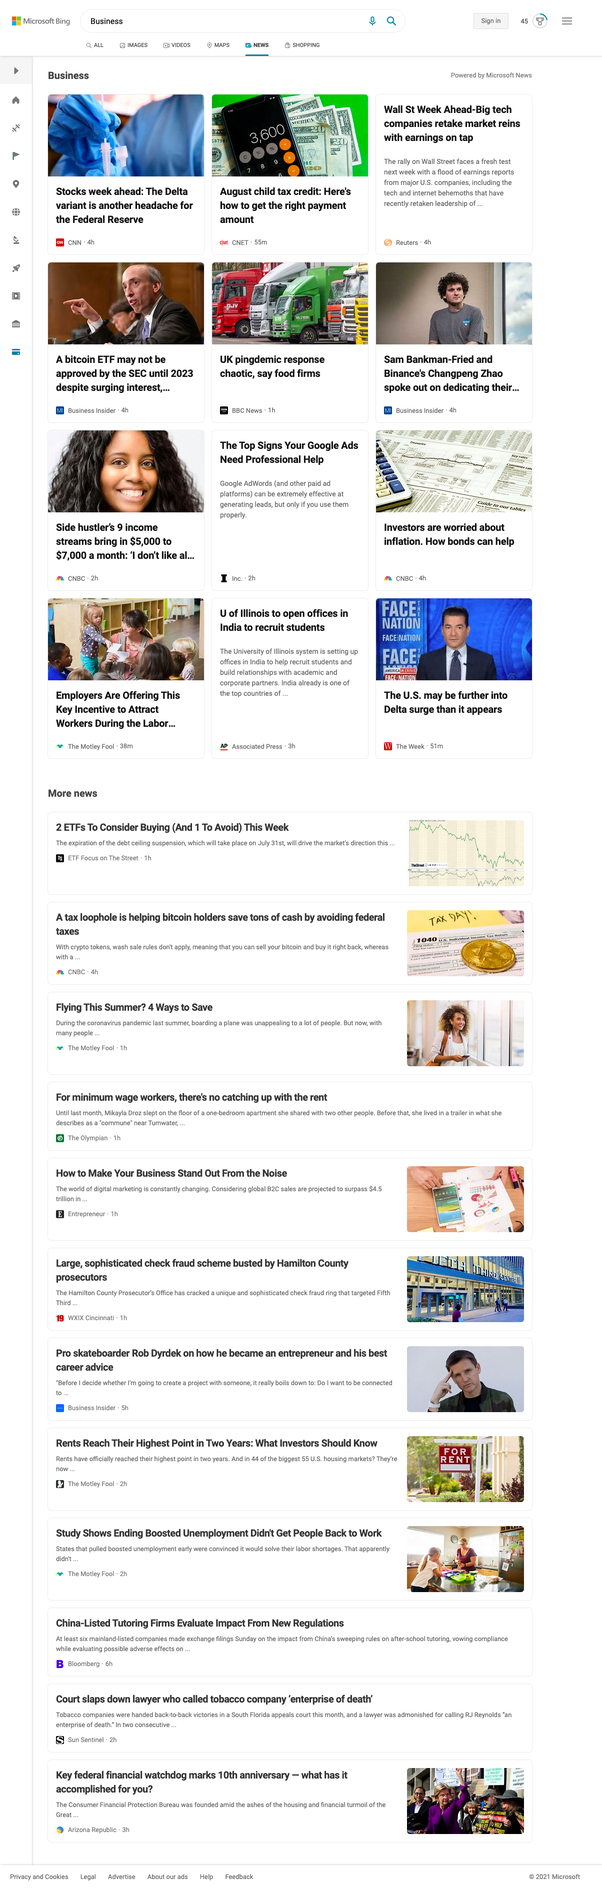 Microsoft Bing
Business
Sign in
45
ALL
IMAGES
VIDEOS
MAPS
NEWS
SHOPPING
Business
Powered by Microsoft News
Stocks week ahead: The Delta
variant is another headache for
the Federal Reserve
CNN · 4h
3,600
August child tax credit: Here's
how to get the right payment
amount
CNET · 55m
Wall St Week Ahead-Big tech
companies retake market reins
with earnings on tap
The rally on Wall Street faces a fresh test
next week with a flood of earnings reports
from major U.S. companies, including the
tech and internet behemoths that have
recently retaken leadership of ...
Reuters · 4h
A bitcoin ETF may not be
approved by the SEC until 2023
despite surging interest,...
Business Insider · 4h
UK pingdemic response
chaotic, say food firms
BBC News · 1h
Sam Bankman-Fried and
Binance's Changpeng Zhao
spoke out on dedicating their...
Business Insider · 4h
Side hustler's 9 income
streams bring in $5,000 to
$7,000 a month: 'I don't like al...
CNBC · 2h
The Top Signs Your Google Ads
Need Professional Help
Google AdWords (and other paid ad
platforms) can be extremely effective at
generating leads, but only if you use them
properly.
Inc. · 2h
Investors are worried about
inflation. How bonds can help
CNBC · 4h
Employers Are Offering This
Key Incentive to Attract
Workers During the Labor...
The Motley Fool · 38m
U of Illinois to open offices in
India to recruit students
The University of Illinois system is setting up
offices in India to help recruit students and
build relationships with academic and
corporate partners. India already is one of
the top countries of ...
AP
Associated Press · 3h
FACE
NATION
FACE NATION
The U.S. may be further into
Delta surge than it appears
The Week · 51m
More news
2 ETFs To Consider Buying (And 1 To Avoid) This Week
The expiration of the debt ceiling suspension, which will take place on July 31st, will drive the market's direction this ...
ETF Focus on The Street · 1h
A tax loophole is helping bitcoin holders save tons of cash by avoiding federal
taxes
With crypto tokens, wash sale rules don't apply, meaning that you can sell your bitcoin and buy it right back, whereas
with a ...
CNBC · 4h
TAX DAY!
1040
Flying This Summer? 4 Ways to Save
During the coronavirus pandemic last summer, boarding a plane was unappealing to a lot of people. But now, with
many people ...
The Motley Fool · 1h
For minimum wage workers, there's no catching up with the rent
Until last month, Mikayla Droz slept on the floor of a one-bedroom apartment she shared with two other people. Before that, she lived in a trailer in what she
describes as a "commune" near Tumwater, ...
The Olympian · 1h
How to Make Your Business Stand Out From the Noise
The world of digital marketing is constantly changing. Considering global B2C sales are projected to surpass $4.5
trillion in ...
Entrepreneur · 1h
Large, sophisticated check fraud scheme busted by Hamilton County
prosecutors
The Hamilton County Prosecutor's Office has cracked a unique and sophisticated check fraud ring that targeted Fifth
Third ...
19
WXIX Cincinnati · 1h
Pro skateboarder Rob Dyrdek on how he became an entrepreneur and his best
career advice
"Before I decide whether I'm going to create a project with someone, it really boils down to: Do I want to be connected
to ...
Business Insider · 5h
Rents Reach Their Highest Point in Two Years: What Investors Should Know
Rents have officially reached their highest point in two years. And in 44 of the biggest 55 U.S. housing markets? They're
now ...
The Motley Fool · 2h
FOR
RENT
Study Shows Ending Boosted Unemployment Didn't Get People Back to Work
States that pulled boosted unemployment early were convinced it would solve their labor shortages. That apparently
didn't ...
The Motley Fool · 2h
China-Listed Tutoring Firms Evaluate Impact From New Regulations
At least six mainland-listed companies made exchange filings Sunday on the impact from China's sweeping rules on after-school tutoring, vowing compliance
while evaluating possible adverse effects on ...
Bloomberg · 6h
Court slaps down lawyer who called tobacco company 'enterprise of death'
Tobacco companies were handed back-to-back victories in a South Florida appeals court this month, and a lawyer was admonished for calling RJ Reynolds "an
enterprise of death." In two consecutive ...
Sun Sentinel · 2h
Key federal financial watchdog marks 10th anniversary — what has it
accomplished for you?
The Consumer Financial Protection Bureau was founded amid the ashes of the housing and financial turmoil of the
Great ...
Arizona Republic · 3h
Privacy and Cookies
Legal
Advertise
About our ads
Help
Feedback
© 2021 Microsoft